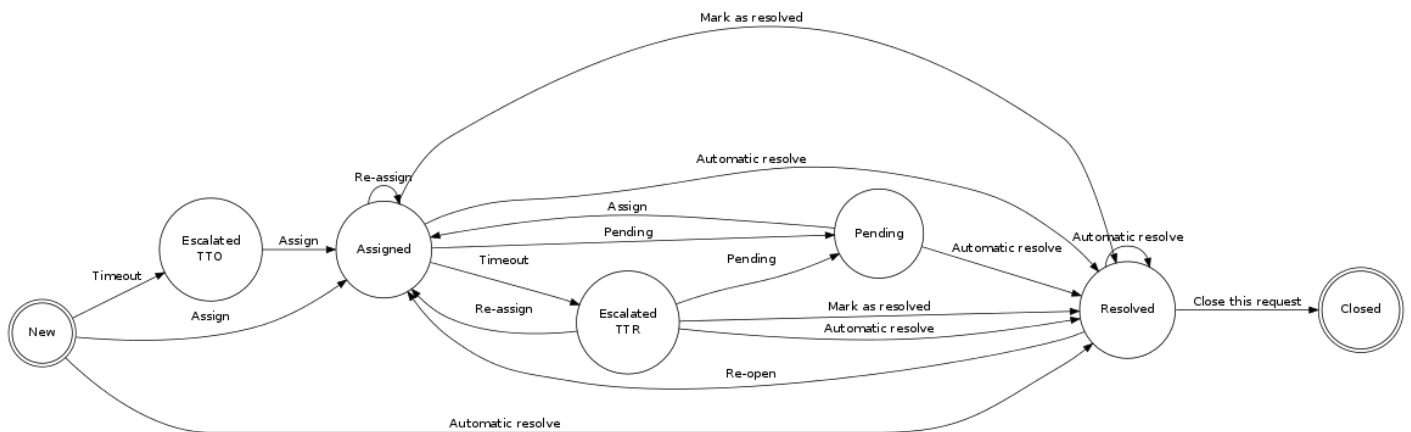 Mark as resolved
Automatic resolve
Re-assign
Assign
Pending
Escalated
TTO
Assign
Assigned
Pending
Automatic resolve
Automatic resolve
Timeout
Pending
Timeout
Re-assign
Escalated
TTR
Mark as resolved
Resolved
Close this request
Closed
New
Assign
Automatic resolve
Re-open
Automatic resolve